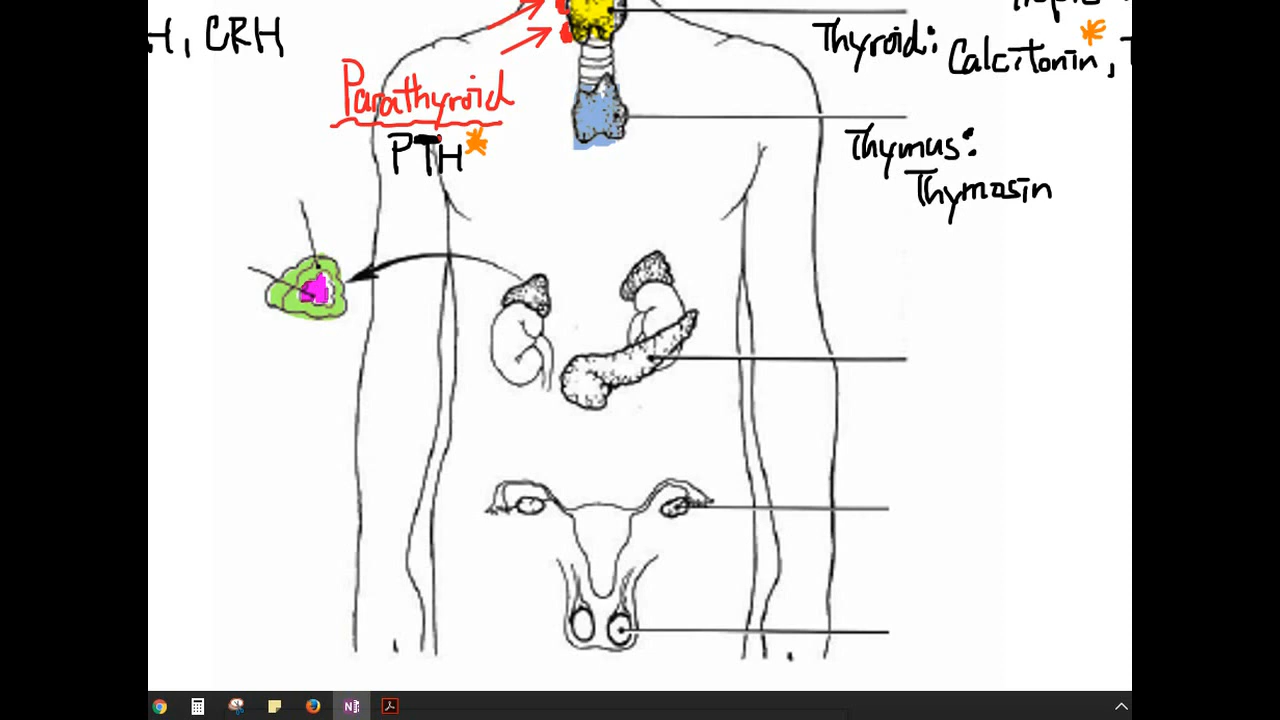 H, CRH
Thyroid:
Calcitonin,
Parathyroid
PTH
Thymus:
Thymosin